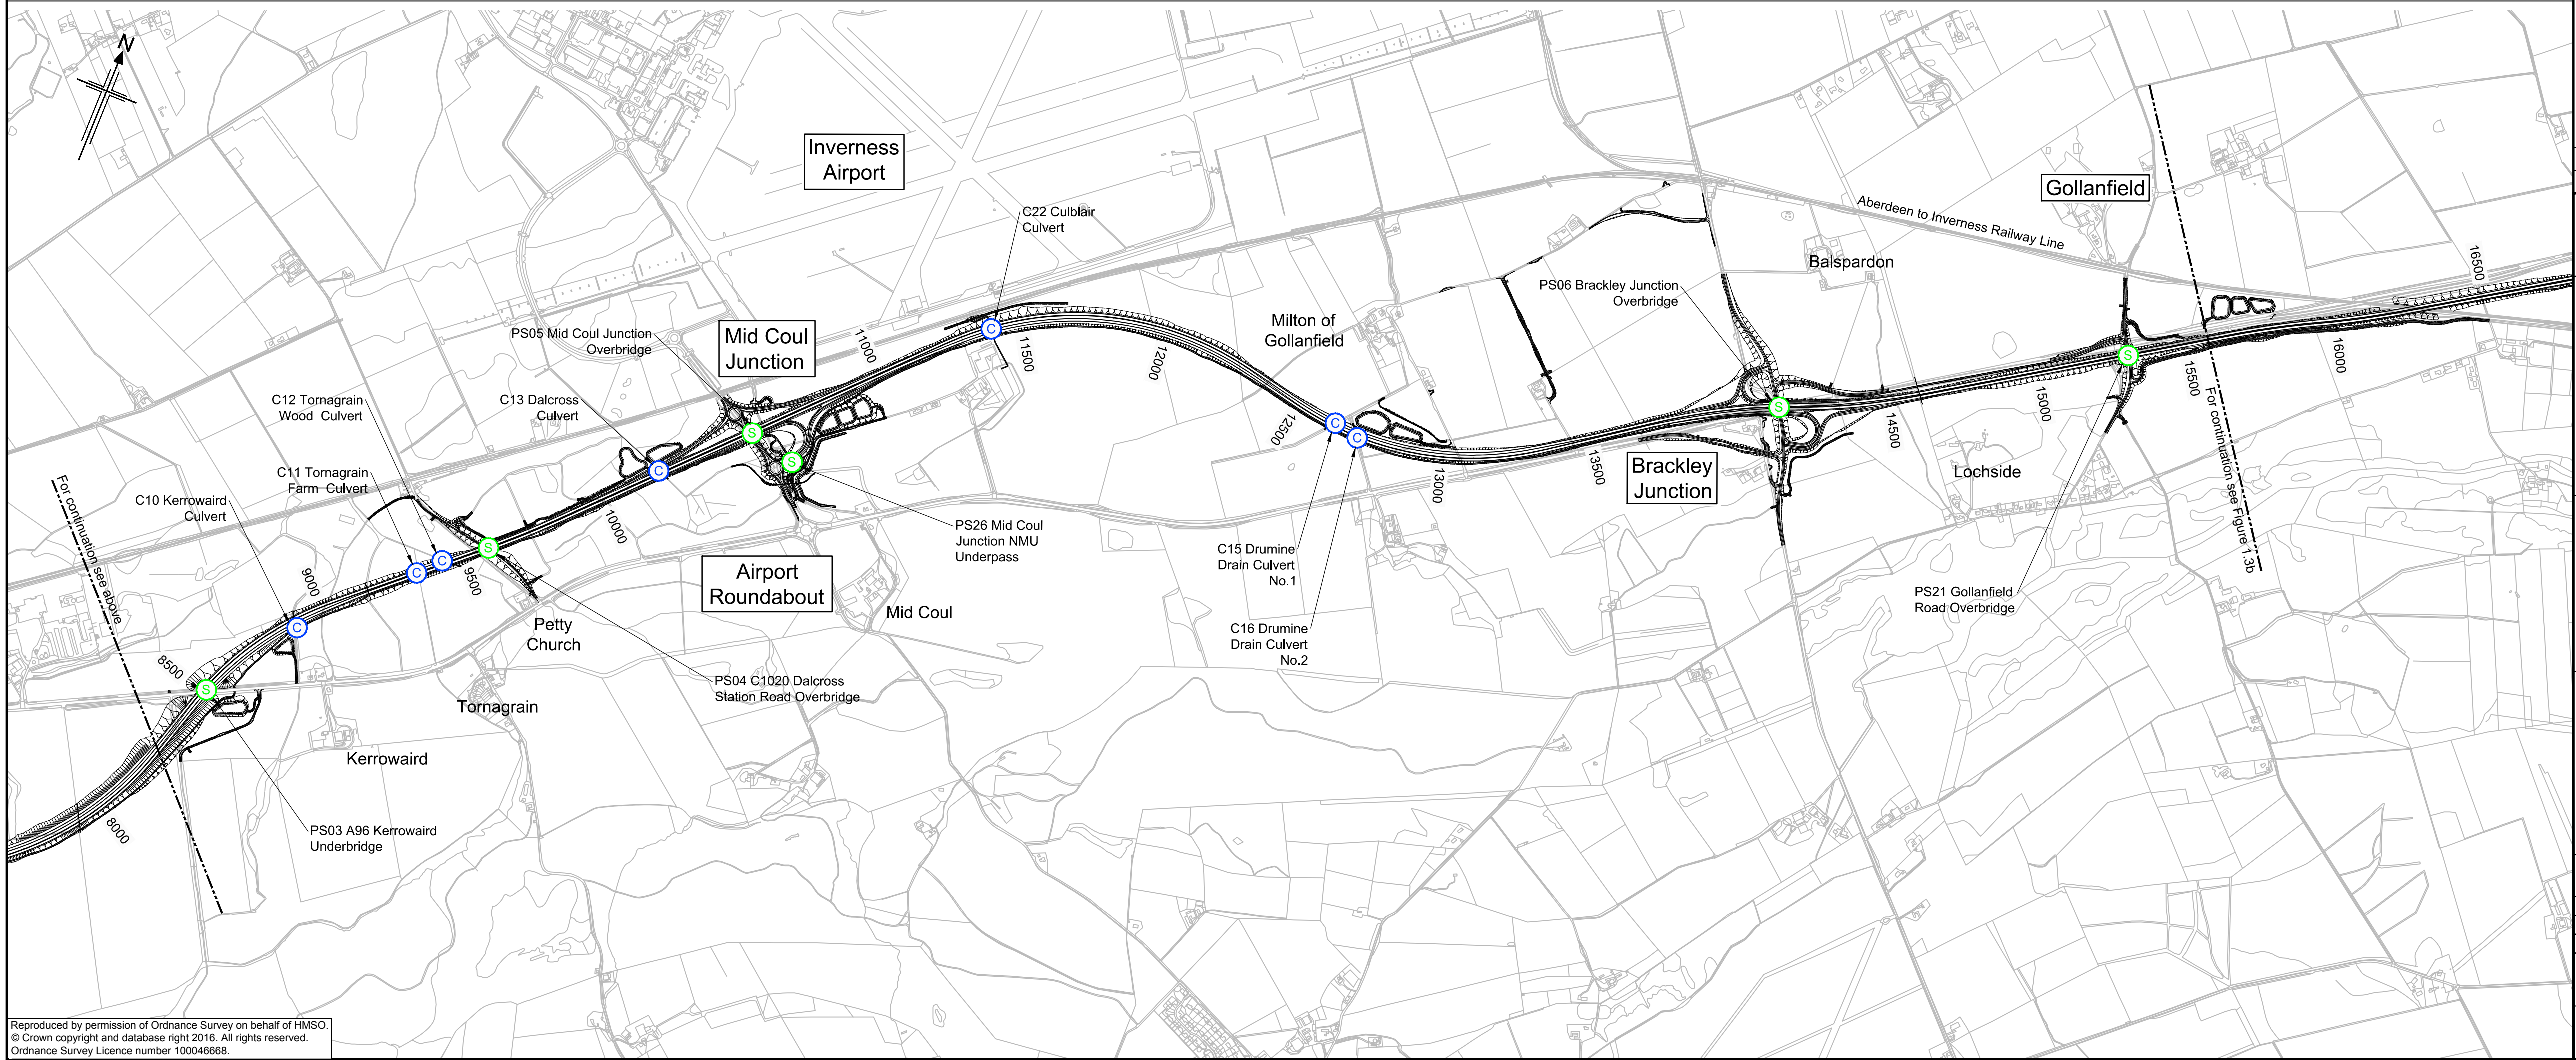 N
Inverness
Airport
Gollanfield
C22 Culblair
Culvert
Aberdeen to Inverness Railway Line
16500
Balspardon
PS06 Brackley Junction
Overbridge
PS05 Mid Coul Junction
Overbridge
Mid Coul
Junction
11000
11500
12000
Milton of
Gollanfield
16000
15500
15000
14500
C12 Tornagrain
Wood Culvert
C13 Dalcross
Culvert
C
S
C
S
S
C
C
S
12500
13000
13500
Brackley
Junction
Lochside
For continuation see Figure 1.3b
For continuation see above
C10 Kerrowaird
Culvert
C11 Tornagrain
Farm Culvert
C
S
10000
PS26 Mid Coul
Junction NMU
Underpass
C15 Drumine
Drain Culvert
No.1
C16 Drumine
Drain Culvert
No.2
PS21 Gollanfield
Road Overbridge
9000
C
C
S
9500
Airport
Roundabout
Mid Coul
Petty
Church
8500
PS04 C1020 Dalcross
Station Road Overbridge
Tornagrain
Kerrowaird
8000
PS03 A96 Kerrowaird
Underbridge
Reproduced by permission of Ordnance Survey on behalf of HMSO.
© Crown copyright and database right 2016. All rights reserved.
Ordnance Survey Licence number 100046668.